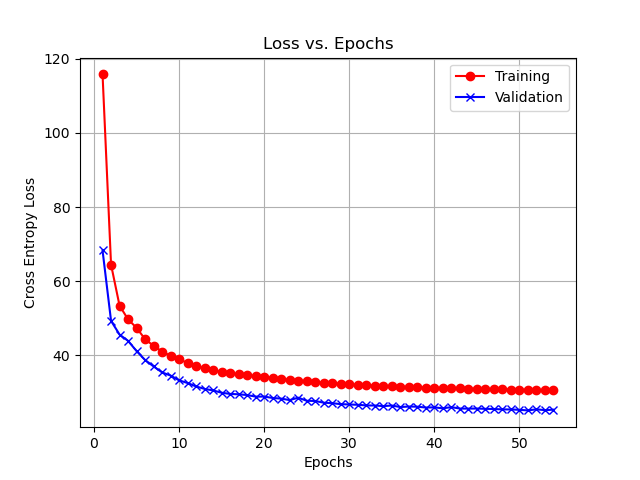 Loss vs. Epochs
Training
Validation
Cross Entropy Loss
120
100
80
60
40
0 10 20 30 40 50
Epochs